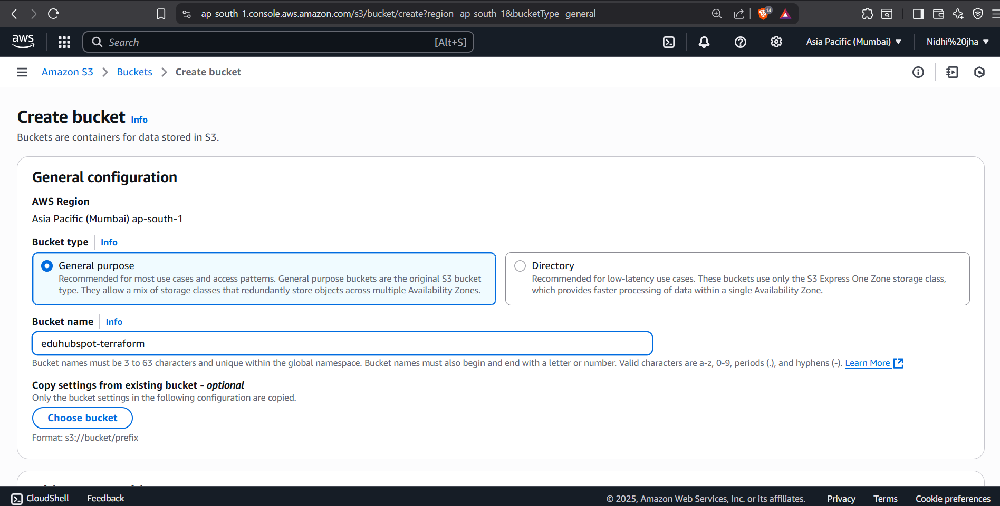 ap-south-1.console.aws.amazon.com/s3/bucket/create?region=ap-south-1&bucketType=general
14
aws
Search
[Alt+S]
Asia Pacific (Mumbai)
Nidhi%20jha
Amazon S3
Buckets
Create bucket
Create bucket Info
Buckets are containers for data stored in S3.
General configuration
AWS Region
Asia Pacific (Mumbai) ap-south-1
Bucket type
Info
General purpose
Recommended for most use cases and access patterns. General purpose buckets are the original S3 bucket
type. They allow a mix of storage classes that redundantly store objects across multiple Availability Zones.
Directory
Recommended for low-latency use cases. These buckets use only the S3 Express One Zone storage class,
which provides faster processing of data within a single Availability Zone.
Bucket name
Info
eduhubspot-terraform
Bucket names must be 3 to 63 characters and unique within the global namespace. Bucket names must also begin and end with a letter or number. Valid characters are a-z, 0-9, periods (.), and hyphens (-). Learn More
Copy settings from existing bucket - optional
Only the bucket settings in the following configuration are copied.
Choose bucket
Format: s3://bucket/prefix
CloudShell
Feedback
© 2025, Amazon Web Services, Inc. or its affiliates.
Privacy
Terms
Cookie preferences